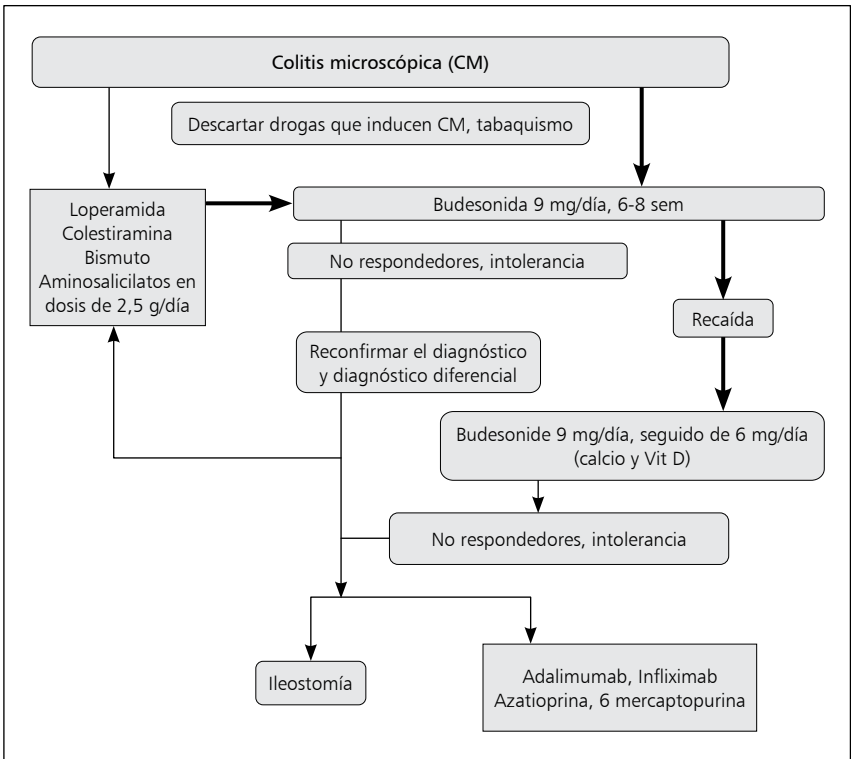 Colitis microscópica (CM)
Descartar drogas que inducen CM, tabaquismo
Loperamida
Colestiramina
Bismuto
Aminosalicilatos en
dosis de 2,5 g/día
Budesonida 9 mg/día, 6-8 sem
No respondedores, intolerancia
Recaída
Reconfirmar el diagnóstico
y diagnóstico diferencial
Budesonide 9 mg/día, seguido de 6 mg/día
(calcio y Vit D)
No respondedores, intolerancia
Ileostomía
Adalimumab, Infliximab
Azatioprina, 6 mercaptopurina